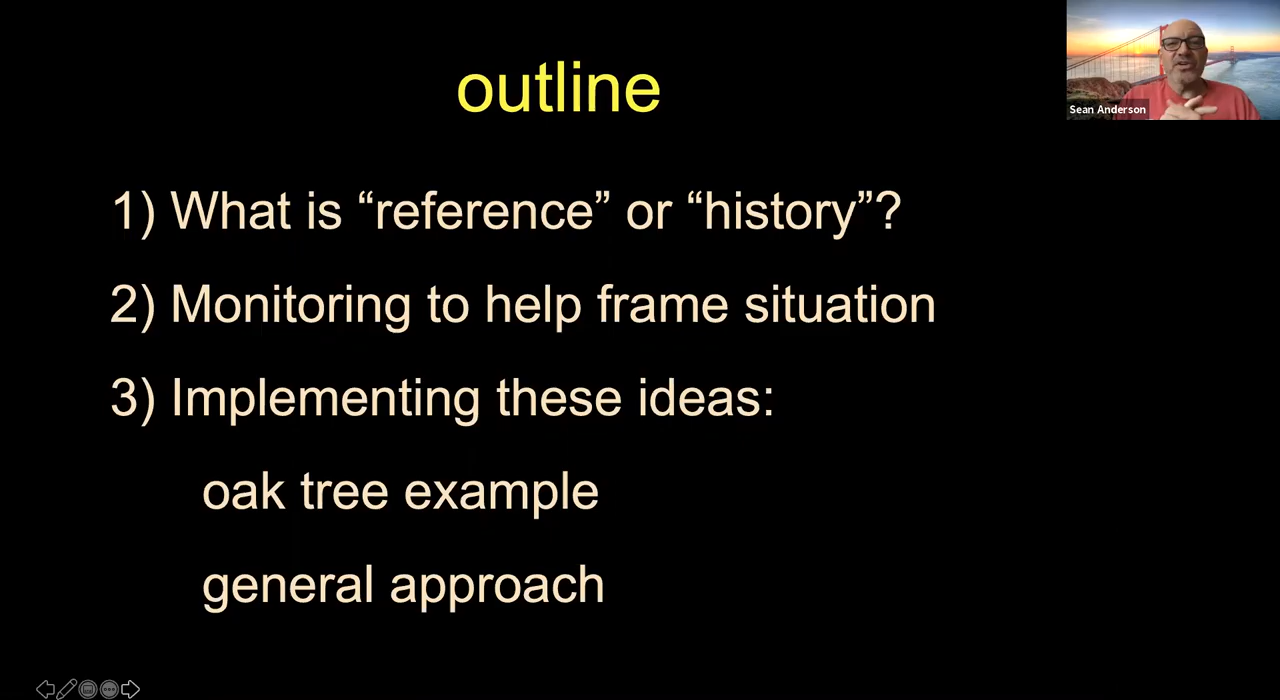 outline
Sean Anderson
1) What is “reference” or “history”?
2) Monitoring to help frame situation
3) Implementing these ideas:
oak tree example
general approach